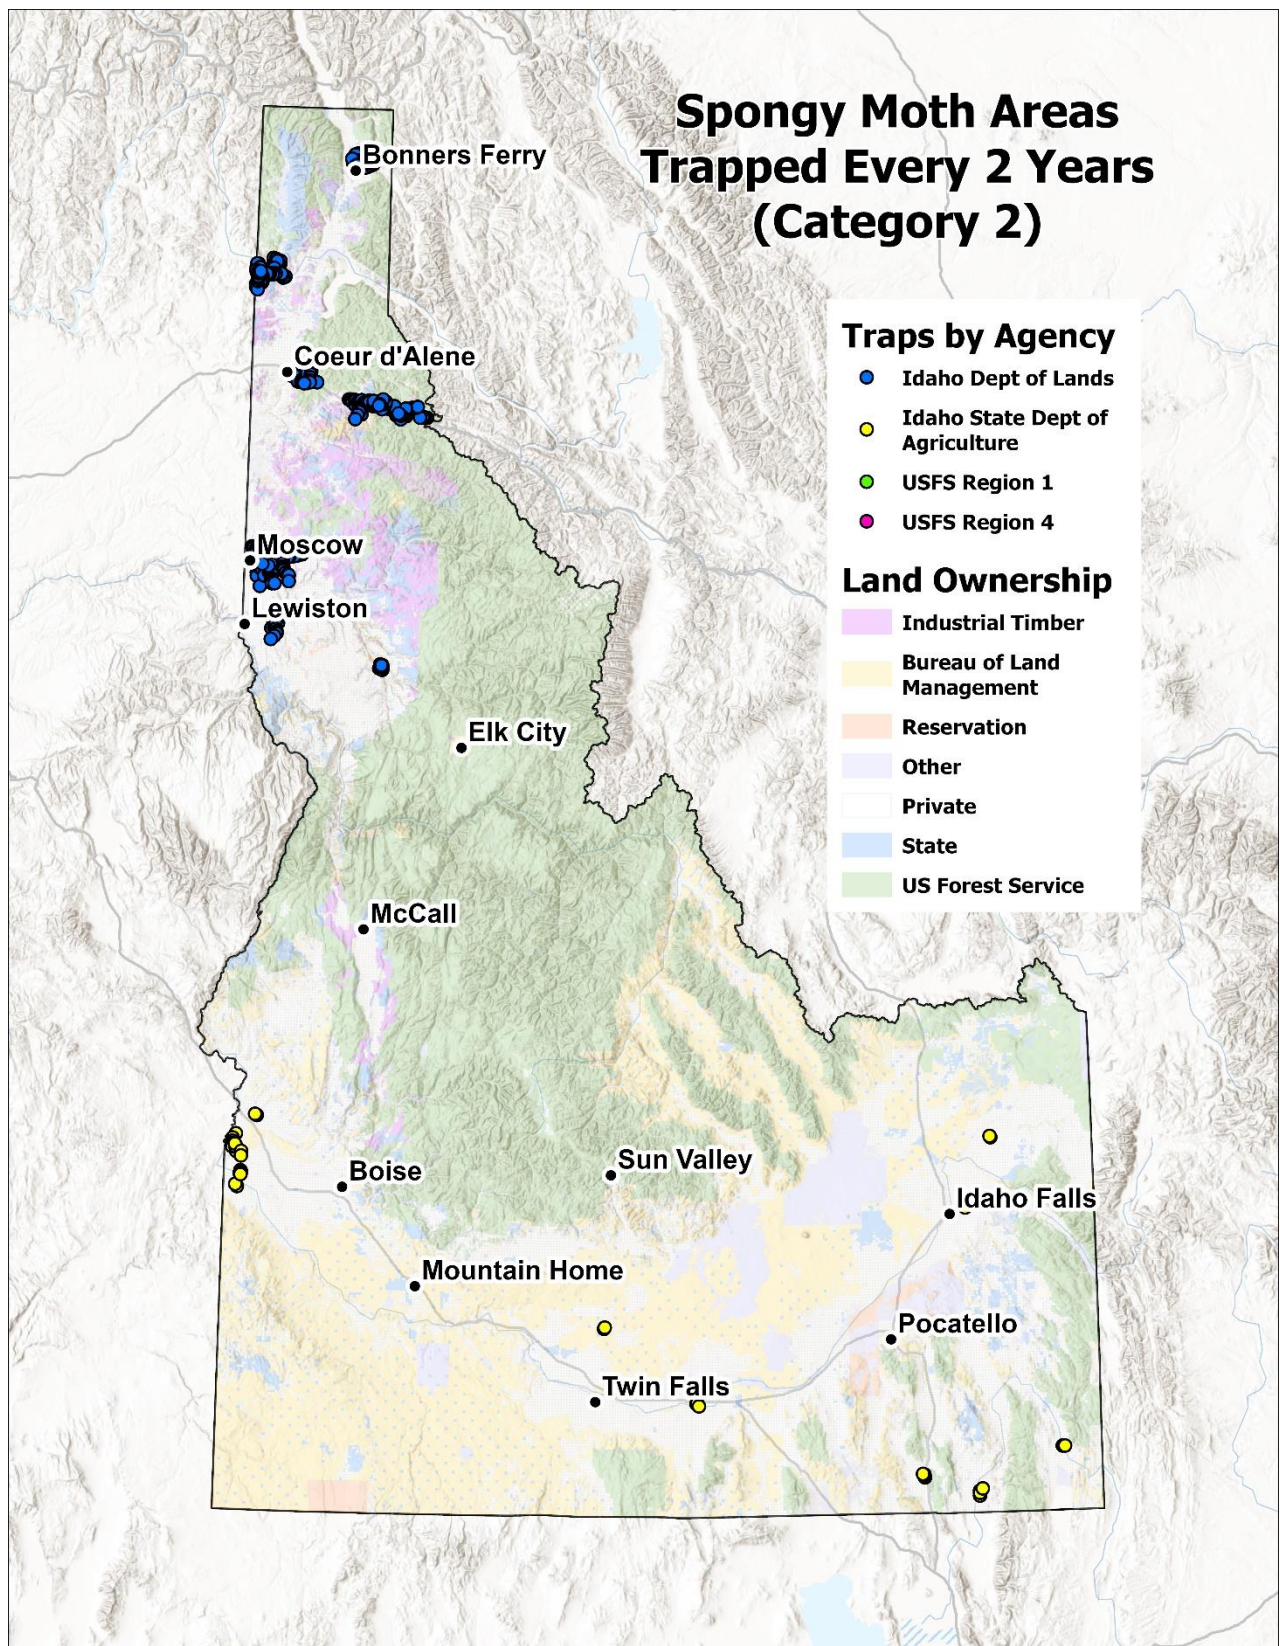 Spongy Moth Areas
Trapped Every 2 Years
(Category 2)
Bonners Ferry
Coeur d'Alene
Moscow
Lewiston
Elk City
McCall
Boise
Sun Valley
Idaho Falls
Mountain Home
Pocatello
Twin Falls
Traps by Agency
Idaho Dept of Lands
Idaho State Dept of
Agriculture
USFS Region 1
USFS Region 4
Land Ownership
Industrial Timber
Bureau of Land
Management
Reservation
Other
Private
State
US Forest Service